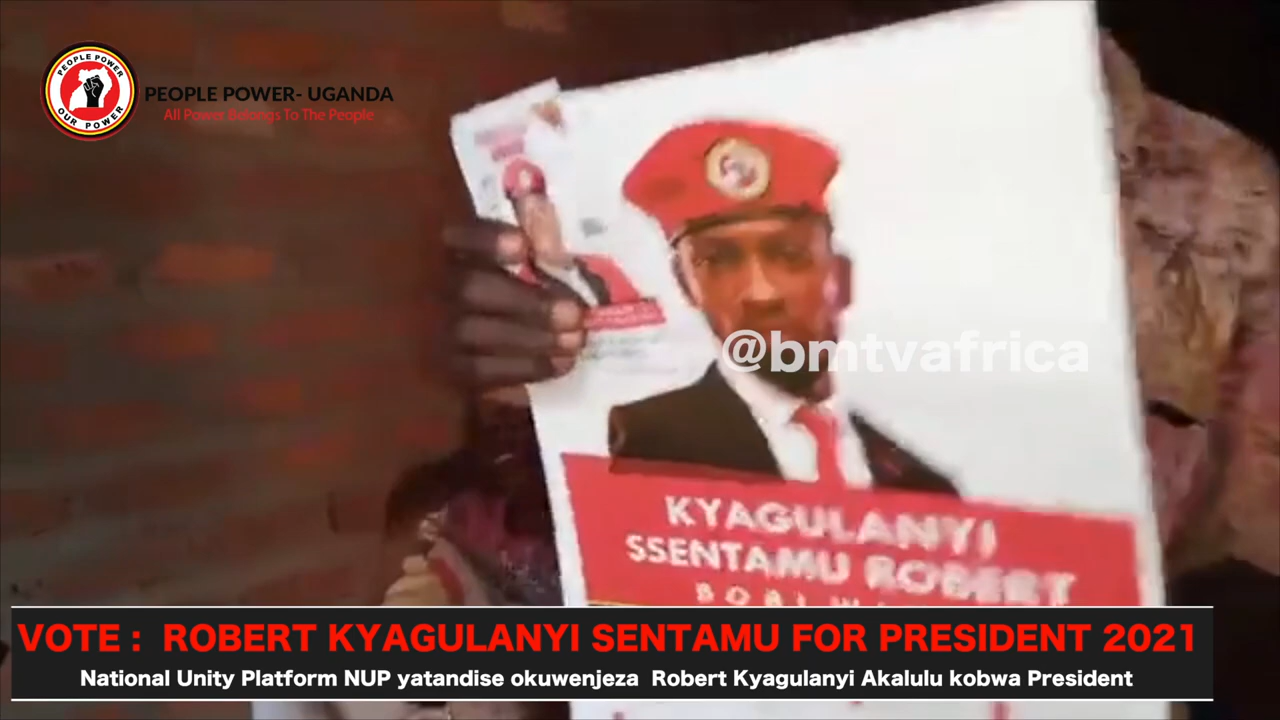 PEOPLE POWER
OUR POWER
PEOPLE POWER- UGANDA
All Power Belongs To The People
@bmtvafrica
KYAGULANYI
SSENTAMU ROBERT
BOBI
VOTE : ROBERT KYAGULANYI SENTAMU FOR PRESIDENT 2021
National Unity Platform NUP yatandise okuwenjeza Robert Kyagulanyi Akalulu kobwa President